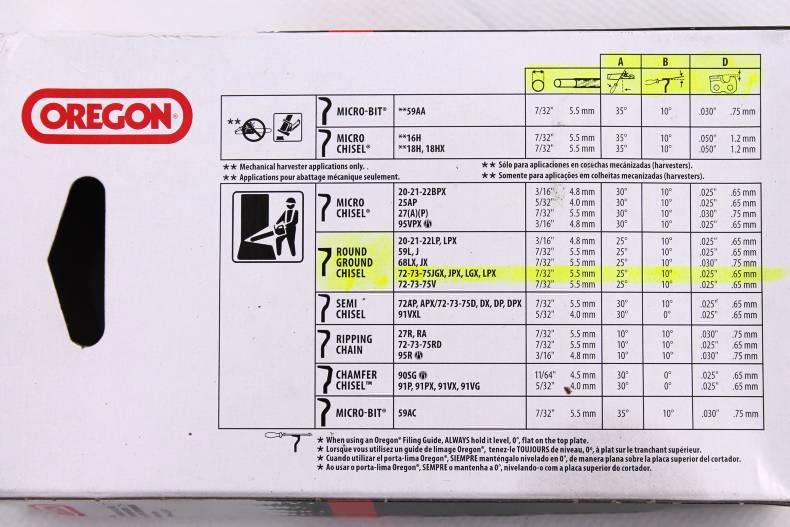 OREGON®
A B D
MICRO-BIT® **59AA 7/32" 5.5 mm 35° 10° .030" .75 mm
** MICRO **16H 7/32" 5.5 mm 35° 10° .050" 1.2 mm
CHISEL® **18H, 18HX 7/32" 5.5 mm 35° 10° .050" 1.2 mm
** Mechanical harvester applications only. ** Sólo para aplicaciones en cosechas mecánizadas (harvesters).
** Applications pour abattage mécanique seulement. ** Somente para aplicações em colheitas mecanizadas (harvesters).
20-21-22BPX 3/16" 4.8 mm 30° 10° .025" .65 mm
MICRO 25AP 5/32" 4.0 mm 30° 10° .025" .65 mm
CHISEL® 27(A)(P) 7/32" 5.5 mm 30° 10° .030" .75 mm
95VPX 3/16" 4.8 mm 30° 10° .025" .65 mm
20-21-22LP, LPX 3/16" 4.8 mm 25° 10° .025" .65 mm
ROUND 59L, J 7/32" 5.5 mm 25° 10° .025" .65 mm
GROUND 68LX, JX 7/32" 5.5 mm 25° 10° .030" .75 mm
CHISEL 72-73-75JGX, JPX, LGX, LPX 7/32" 5.5 mm 25° 10° .025" .65 mm
72-73-75V 7/32" 5.5 mm 25° 10° .025" .65 mm
SEMI 72AP, APX/72-73-75D, DX, DP, DPX 7/32" 5.5 mm 30° 10° .025" .65 mm
CHISEL 91VXL 5/32" 4.0 mm 30° 0° .025" .65 mm
27R, RA 7/32" 5.5 mm 10° 10° .030" .75 mm
RIPPING 72-73-75RD 7/32" 5.5 mm 10° 10° .025" .65 mm
CHAIN 95R 3/16" 4.8 mm 10° 10° .030" .75 mm
CHAMFER 90SG 11/64" 4.5 mm 30° 0° .025" .65 mm
CHISEL™ 91P, 91PX, 91VX, 91VG 5/32" 4.0 mm 30° 0° .025" .65 mm
MICRO-BIT® 59AC 7/32" 5.5 mm 35° 10° .030" .75 mm
* When using an Oregon® Filing Guide, ALWAYS hold it level, 0°, flat on the top plate.
* Lorsque vous utilisez un guide de limage Oregon®, tenez-le TOUJOURS de niveau, 0°, à plat sur le tranchant supérieur.
* Cuando utilizar el porta-lima Oregon®, SIEMPRE manténgalo nivelado en 0°, de manera plana sobre la placa superior del cortador.
* Ao usar o porta-lima Oregon®, SEMPRE o mantenha a 0°, nivelando-o com a placa superior do cortador.